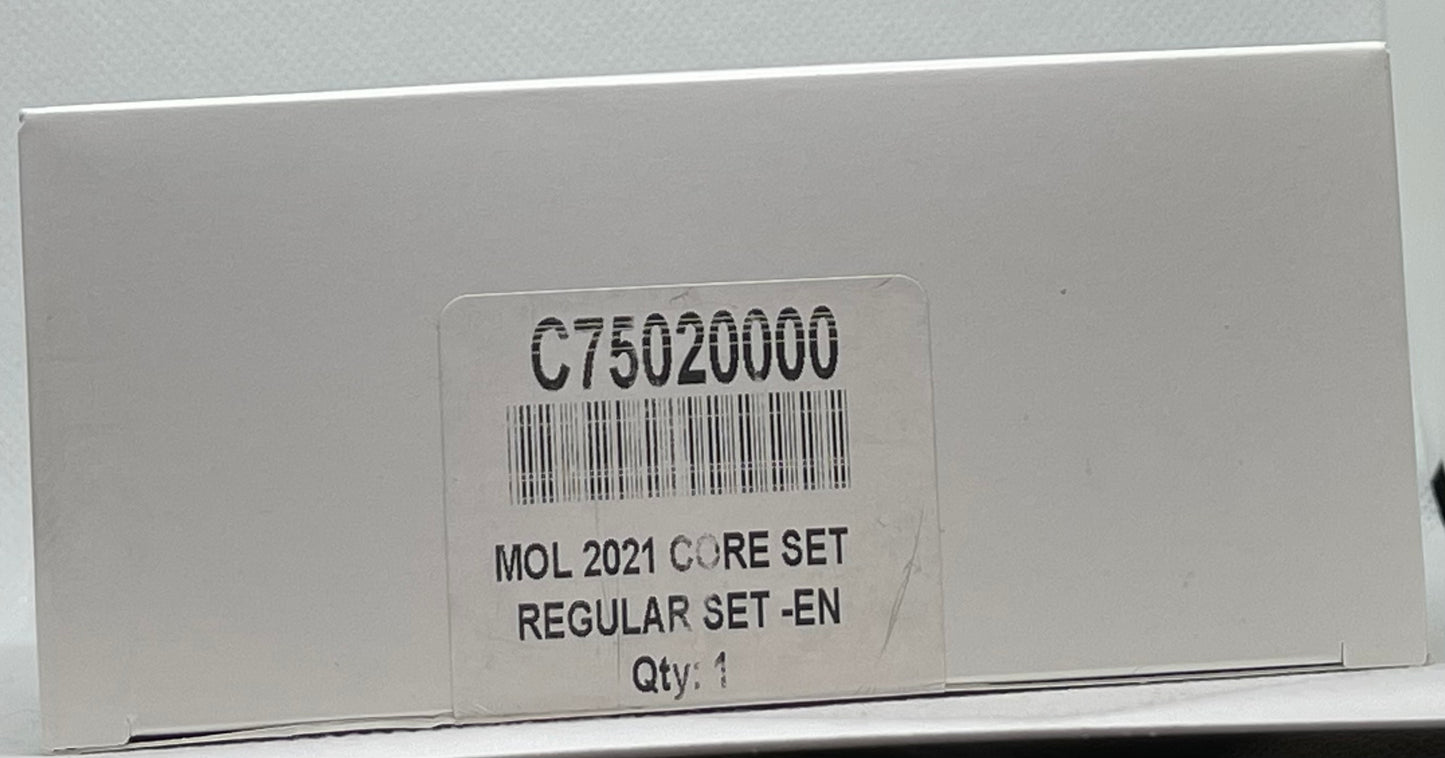 C75020000
MOL 2021 CORE SET
REGULAR SET -EN
Qty: 1